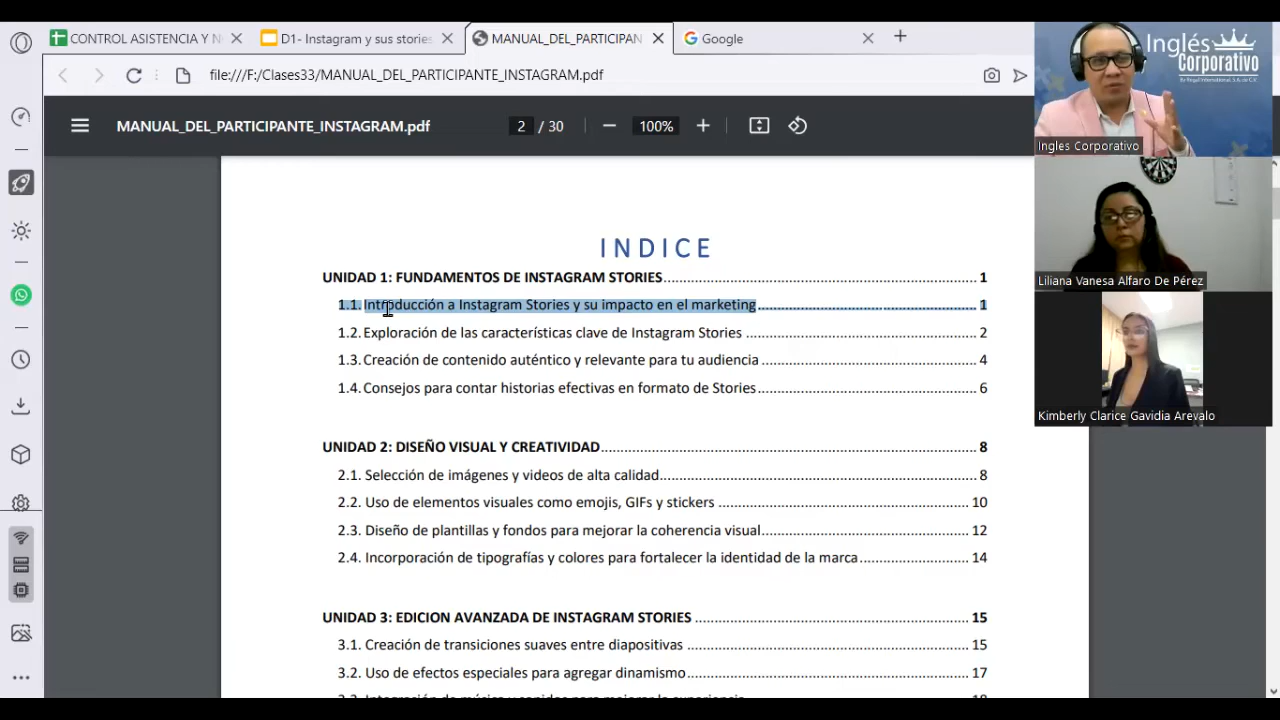 CONTROL ASISTENCIA Y N
D1- Instagram y sus stories
MANUAL_DEL_PARTICIPAN
Google
file:///F:/Clases33/MANUAL_DEL_PARTICIPANTE_INSTAGRAM.pdf
MANUAL_DEL_PARTICIPANTE_INSTAGRAM.pdf
2 / 30
100%
INDICE
UNIDAD 1: FUNDAMENTOS DE INSTAGRAM STORIES 1
1.1. Introducción a Instagram Stories y su impacto en el marketing 1
1.2. Exploración de las características clave de Instagram Stories 2
1.3. Creación de contenido auténtico y relevante para tu audiencia 4
1.4. Consejos para contar historias efectivas en formato de Stories 6
UNIDAD 2: DISEÑO VISUAL Y CREATIVIDAD 8
2.1. Selección de imágenes y videos de alta calidad 8
2.2. Uso de elementos visuales como emojis, GIFs y stickers 10
2.3. Diseño de plantillas y fondos para mejorar la coherencia visual 12
2.4. Incorporación de tipografías y colores para fortalecer la identidad de la marca 14
UNIDAD 3: EDICION AVANZADA DE INSTAGRAM STORIES 15
3.1. Creación de transiciones suaves entre diapositivas 15
3.2. Uso de efectos especiales para agregar dinamismo 17
Inglés
Corporativo
By Regal International, S.A. de C.V.
Ingles Corporativo
Liliana Vanesa Alfaro De Pérez
Kimberly Clarice Gavidia Arevalo